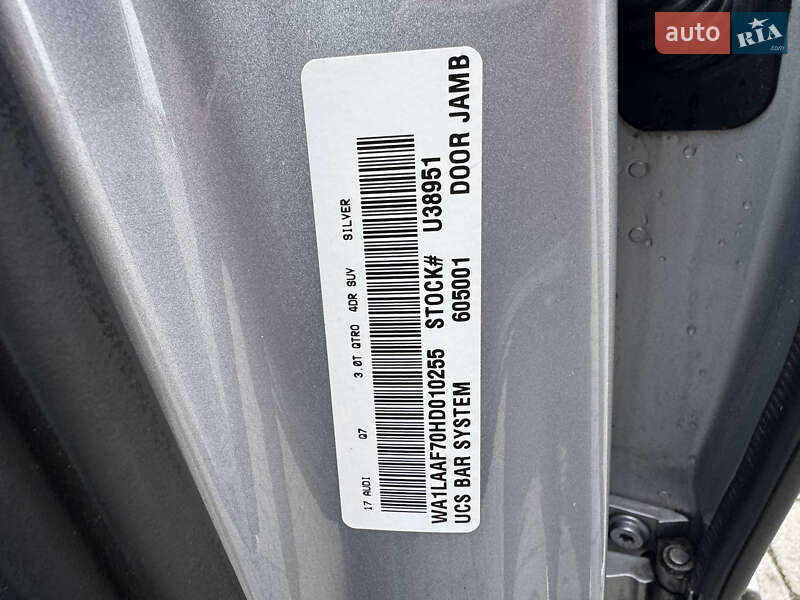 17 AUDI Q7 3.0T QTRO 4DR SUV SILVER
WA1LAAF70HD010255 STOCK# U38951
UCS BAR SYSTEM 605001 DOOR JAMB
auto RIA .com